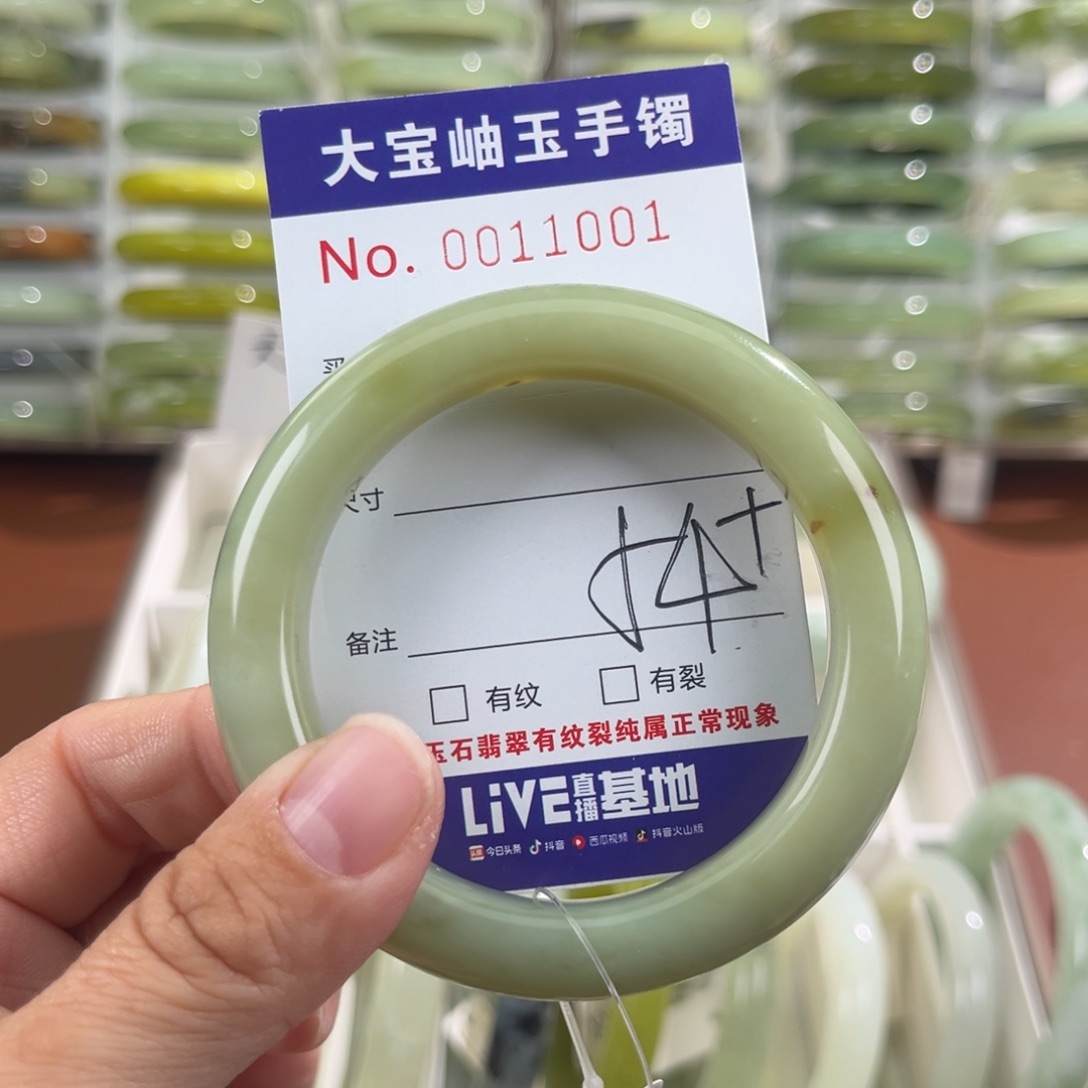 大宝岫玉手镯
No. 0011001
买
尺寸
备注
有纹 有裂
玉石翡翠有纹裂纯属正常现象
LiVE直播基地
今日头条 抖音 西瓜视频 抖音火山版